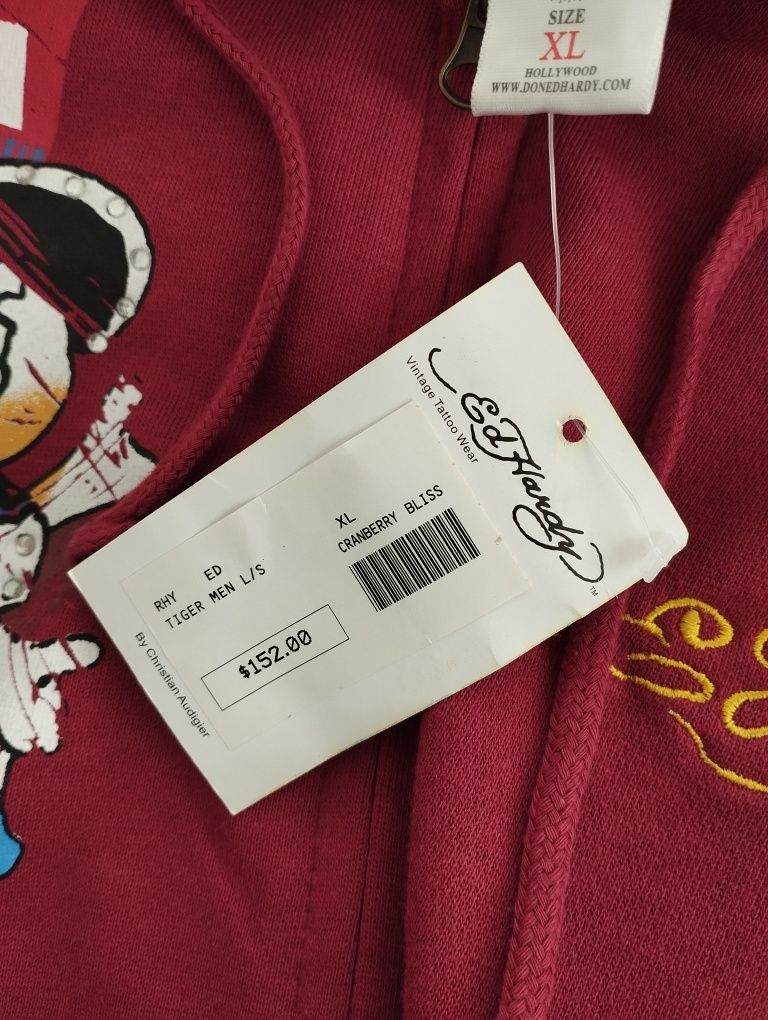 SIZE
XL
HOLLYWOOD
WWW.DONEDHARDY.COM
Ed Hardy
TM
Vintage Tattoo Wear
XL
CRANBERRY BLISS
RHY ED
TIGER MEN L/S
$152.00
By Christian Audigier